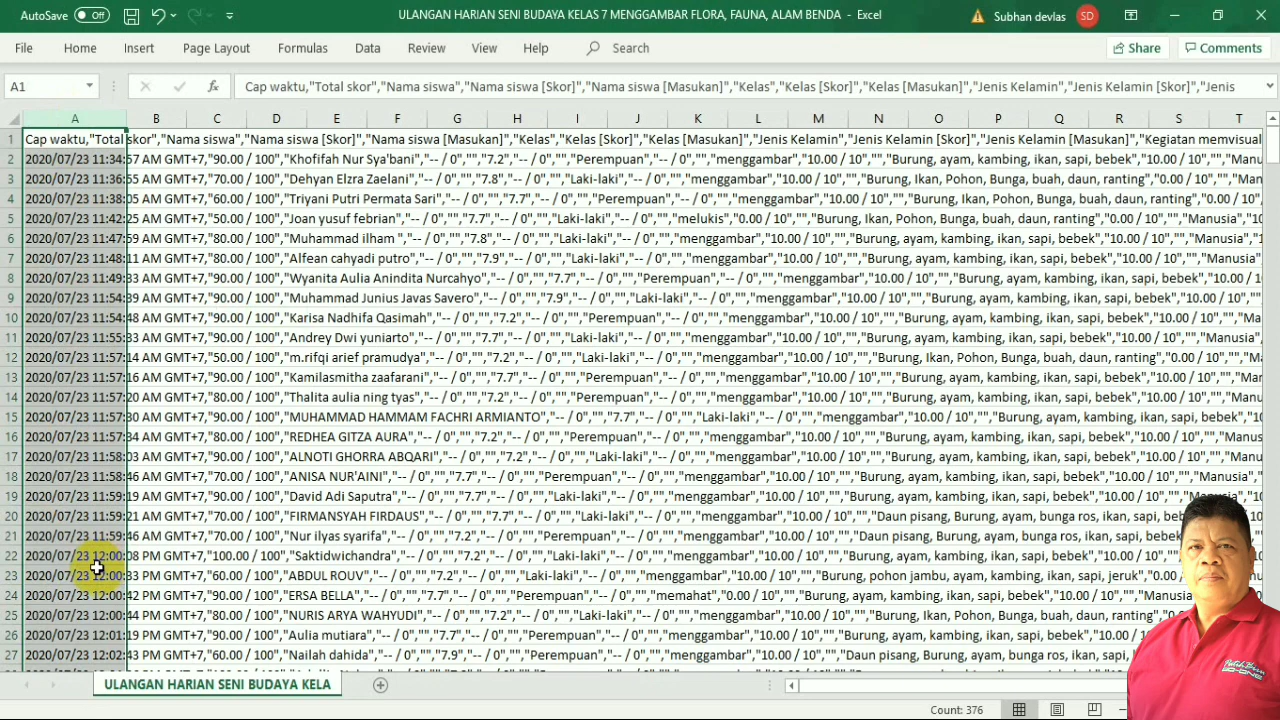 AutoSave Off
ULANGAN HARIAN SENI BUDAYA KELAS 7 MENGGAMBAR FLORA, FAUNA, ALAM BENDA - Excel
Subhan devlas SD
File Home Insert Page Layout Formulas Data Review View Help Search Share Comments
A1 fx Cap waktu,"Total skor","Nama siswa","Nama siswa [Skor]","Nama siswa [Masukan]","Kelas","Kelas [Skor]","Kelas [Masukan]","Jenis Kelamin","Jenis Kelamin [Skor]","Jenis
A B C D E F G H I J K L M N O P Q R S T
1 Cap waktu,"Total skor","Nama siswa","Nama siswa [Skor]","Nama siswa [Masukan]","Kelas","Kelas [Skor]","Kelas [Masukan]","Jenis Kelamin","Jenis Kelamin [Skor]","Jenis Kelamin [Masukan]","Kegiatan memvisual
2 2020/07/23 11:34:57 AM GMT+7,"90.00 / 100","Khofifah Nur Sya'bani","-- / 0","","7.2","-- / 0","","Perempuan","-- / 0","","menggambar","10.00 / 10","","Burung, ayam, kambing, ikan, sapi, bebek","10.00 / 10","","Manu
3 2020/07/23 11:36:55 AM GMT+7,"70.00 / 100","Dehyan Elzra Zaelani","-- / 0","","7.8","-- / 0","","Laki-laki","-- / 0","","menggambar","10.00 / 10","","Burung, Ikan, Pohon, Bunga, buah, daun, ranting","0.00 / 10","",
4 2020/07/23 11:38:05 AM GMT+7,"60.00 / 100","Triyani Putri Permata Sari","-- / 0","","7.7","-- / 0","","Perempuan","-- / 0","","menggambar","10.00 / 10","","Burung, Ikan, Pohon, Bunga, buah, daun, ranting","0.00 / 1
5 2020/07/23 11:42:25 AM GMT+7,"50.00 / 100","Joan yusuf febrian","-- / 0","","7.7","-- / 0","","Laki-laki","-- / 0","","melukis","0.00 / 10","","Burung, Ikan, Pohon, Bunga, buah, daun, ranting","0.00 / 10","","Manusia",
6 2020/07/23 11:47:59 AM GMT+7,"80.00 / 100","Muhammad ilham ","-- / 0","","7.8","-- / 0","","Laki-laki","-- / 0","","menggambar","10.00 / 10","","Burung, ayam, kambing, ikan, sapi, bebek","10.00 / 10","","Manusia
7 2020/07/23 11:48:11 AM GMT+7,"80.00 / 100","Alfean cahyadi putro","-- / 0","","7.9","-- / 0","","Laki-laki","-- / 0","","menggambar","10.00 / 10","","Burung, ayam, kambing, ikan, sapi, bebek","10.00 / 10","","Manusia
8 2020/07/23 11:49:33 AM GMT+7,"80.00 / 100","Wyanita Aulia Anindita Nurcahyo","-- / 0","","7.7","-- / 0","","Perempuan","-- / 0","","menggambar","10.00 / 10","","Burung, ayam, kambing, ikan, sapi, bebek","10.00
9 2020/07/23 11:54:39 AM GMT+7,"90.00 / 100","Muhammad Junius Javas Savero","-- / 0","","7.9","-- / 0","","Laki-laki","-- / 0","","menggambar","10.00 / 10","","Burung, ayam, kambing, ikan, sapi, bebek","10.00 /
10 2020/07/23 11:54:48 AM GMT+7,"90.00 / 100","Karisa Nadhifa Qasimah","-- / 0","","7.2","-- / 0","","Perempuan","-- / 0","","menggambar","10.00 / 10","","Burung, ayam, kambing, ikan, sapi, bebek","10.00 / 10","",
11 2020/07/23 11:55:33 AM GMT+7,"90.00 / 100","Andrey Dwi yuniarto","-- / 0","","7.7","-- / 0","","Laki-laki","-- / 0","","menggambar","10.00 / 10","","Burung, ayam, kambing, ikan, sapi, bebek","10.00 / 10","","Manus
12 2020/07/23 11:57:14 AM GMT+7,"50.00 / 100","m.rifqi arief pramudya","-- / 0","","7.2","-- / 0","","Laki-laki","-- / 0","","menggambar","10.00 / 10","","Burung, Ikan, Pohon, Bunga, buah, daun, ranting","0.00 / 10","
13 2020/07/23 11:57:16 AM GMT+7,"90.00 / 100","Kamilasmitha zaafarani","-- / 0","","7.7","-- / 0","","Perempuan","-- / 0","","menggambar","10.00 / 10","","Burung, ayam, kambing, ikan, sapi, bebek","10.00 / 10","",
14 2020/07/23 11:57:20 AM GMT+7,"80.00 / 100","Thalita aulia ning tyas","-- / 0","","7.2","-- / 0","","Perempuan","-- / 0","","menggambar","10.00 / 10","","Burung, ayam, kambing, ikan, sapi, bebek","10.00 / 10","",
15 2020/07/23 11:57:30 AM GMT+7,"90.00 / 100","MUHAMMAD HAMMAM FACHRI ARMIANTO","-- / 0","","7.7","-- / 0","","Laki-laki","-- / 0","","menggambar","10.00 / 10","","Burung, ayam, kambing, ikan, sapi, bebek","1
16 2020/07/23 11:57:34 AM GMT+7,"80.00 / 100","REDHEA GITZA AURA","-- / 0","","7.2","-- / 0","","Perempuan","-- / 0","","menggambar","10.00 / 10","","Burung, ayam, kambing, ikan, sapi, bebek","10.00 / 10","","Manus
17 2020/07/23 11:58:03 AM GMT+7,"90.00 / 100","ALNOTI GHORRA ABQARI","-- / 0","","7.2","-- / 0","","Laki-laki","-- / 0","","menggambar","10.00 / 10","","Burung, ayam, kambing, ikan, sapi, bebek","10.00 / 10","",
18 2020/07/23 11:58:46 AM GMT+7,"90.00 / 100","ANISA NUR'AINI","-- / 0","","7.7","-- / 0","","Perempuan","-- / 0","","menggambar","10.00 / 10","","Burung, ayam, kambing, ikan, sapi, bebek","10.00 / 10","",
19 2020/07/23 11:59:19 AM GMT+7,"90.00 / 100","David Adi Saputra","-- / 0","","7.7","-- / 0","","Laki-laki","-- / 0","","menggambar","10.00 / 10","","Burung, ayam, kambing, ikan, sapi, bebek","10.00
20 2020/07/23 11:59:21 AM GMT+7,"70.00 / 100","FIRMANSYAH FIRDAUS","-- / 0","","7.7","-- / 0","","Laki-laki","-- / 0","","menggambar","10.00 / 10","","Daun pisang, Burung, ayam, bunga ros, ikan, sapi
21 2020/07/23 11:59:46 AM GMT+7,"70.00 / 100","Nur ilyas syarifa","-- / 0","","7.2","-- / 0","","Laki-laki","-- / 0","","menggambar","10.00 / 10","","Daun pisang, Burung, ayam, bunga ros, ikan, sapi,
22 2020/07/23 12:00:08 PM GMT+7,"100.00 / 100","Saktidwichandra","-- / 0","","7.2","-- / 0","","Laki-laki","-- / 0","","menggambar","10.00 / 10","","Burung, ayam, kambing, ikan, sapi, bebek","10.0
23 2020/07/23 12:00:33 PM GMT+7,"60.00 / 100","ABDUL ROUV","-- / 0","","7.2","-- / 0","","Laki-laki","-- / 0","","menggambar","10.00 / 10","","Burung, pohon jambu, ayam, ikan, sapi, jeruk","0.00
24 2020/07/23 12:00:42 PM GMT+7,"90.00 / 100","ERSA BELLA","-- / 0","","7.7","-- / 0","","Perempuan","-- / 0","","memahat","0.00 / 10","","Burung, ayam, kambing, ikan, sapi, bebek","10.00
25 2020/07/23 12:00:44 PM GMT+7,"80.00 / 100","NURIS ARYA WAHYUDI","-- / 0","","7.2","-- / 0","","Laki-laki","-- / 0","","menggambar","10.00 / 10","","Burung, Ikan, Pohon, Bunga, buah, daun,
26 2020/07/23 12:01:19 PM GMT+7,"90.00 / 100","Aulia mutiara","-- / 0","","7.7","-- / 0","","Perempuan","-- / 0","","menggambar","10.00 / 10","","Burung, ayam, kambing, ikan, sapi, bebek
27 2020/07/23 12:02:43 PM GMT+7,"60.00 / 100","Nailah dahida","-- / 0","","7.9","-- / 0","","Perempuan","-- / 0","","menggambar","10.00 / 10","","Daun pisang, Burung, ayam, bunga ros,
ULANGAN HARIAN SENI BUDAYA KELA
Count: 376